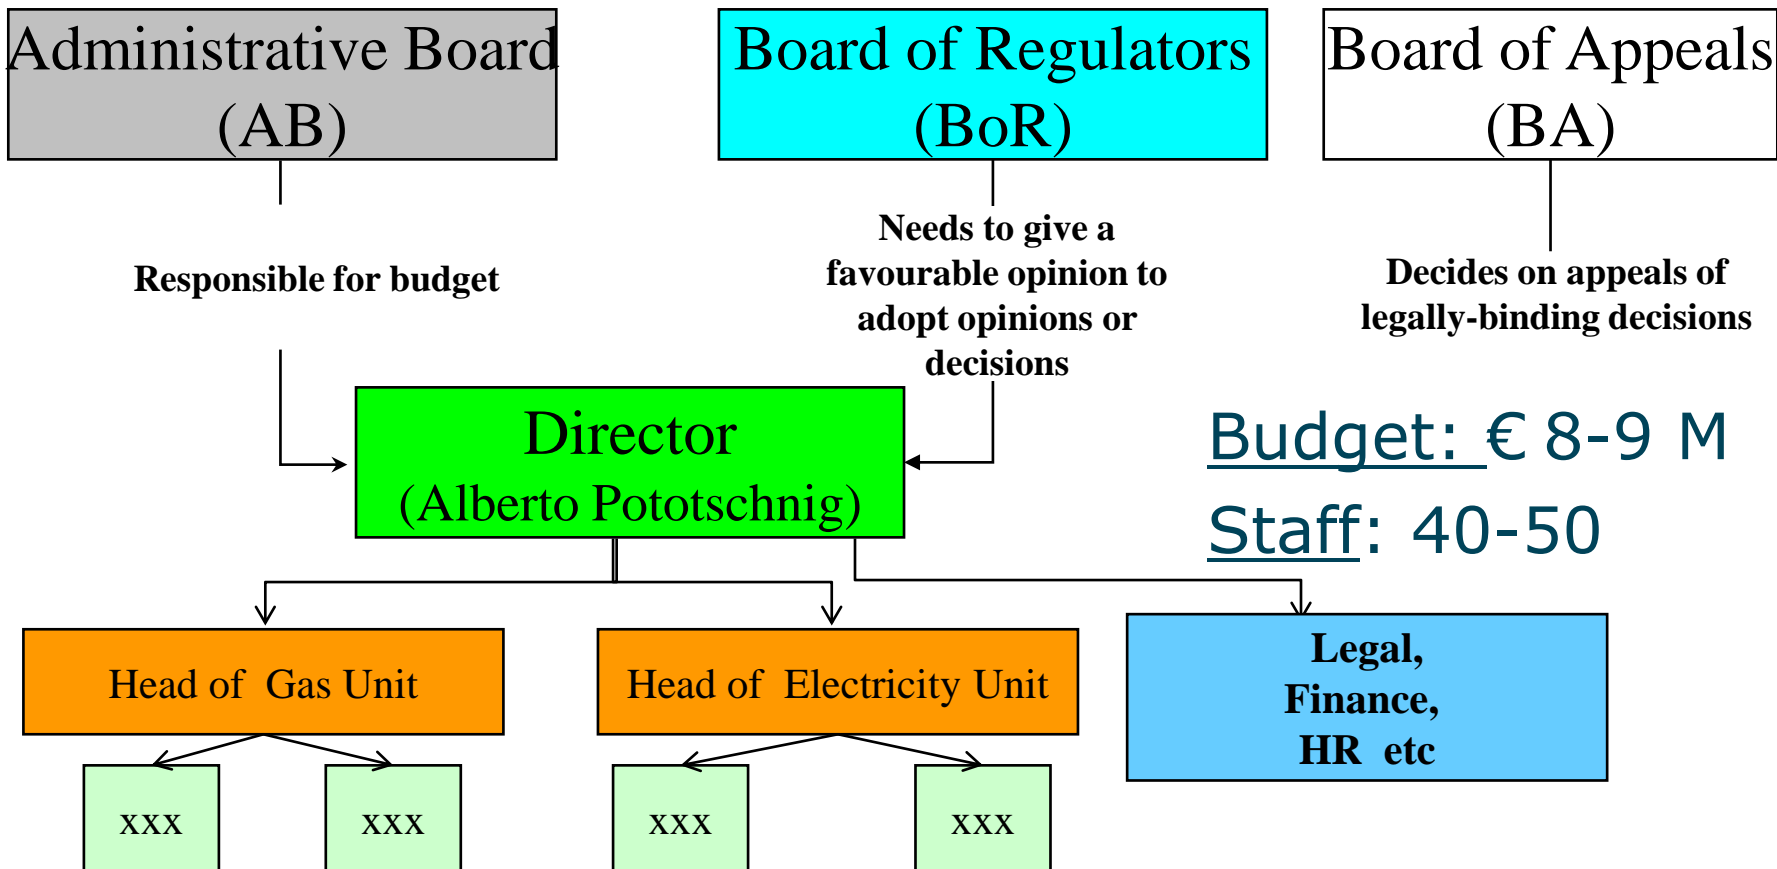 Administrative Board
(AB)
Board of Regulators
(BoR)
Board of Appeals
(BA)
Responsible for budget
Needs to give a
favourable opinion to
adopt opinions or
decisions
Decides on appeals of
legally-binding decisions
Director
(Alberto Pototschnig)
Budget: € 8-9 M
Staff: 40-50
Head of Gas Unit
Head of Electricity Unit
Legal,
Finance,
HR etc
xxx
xxx
xxx
xxx